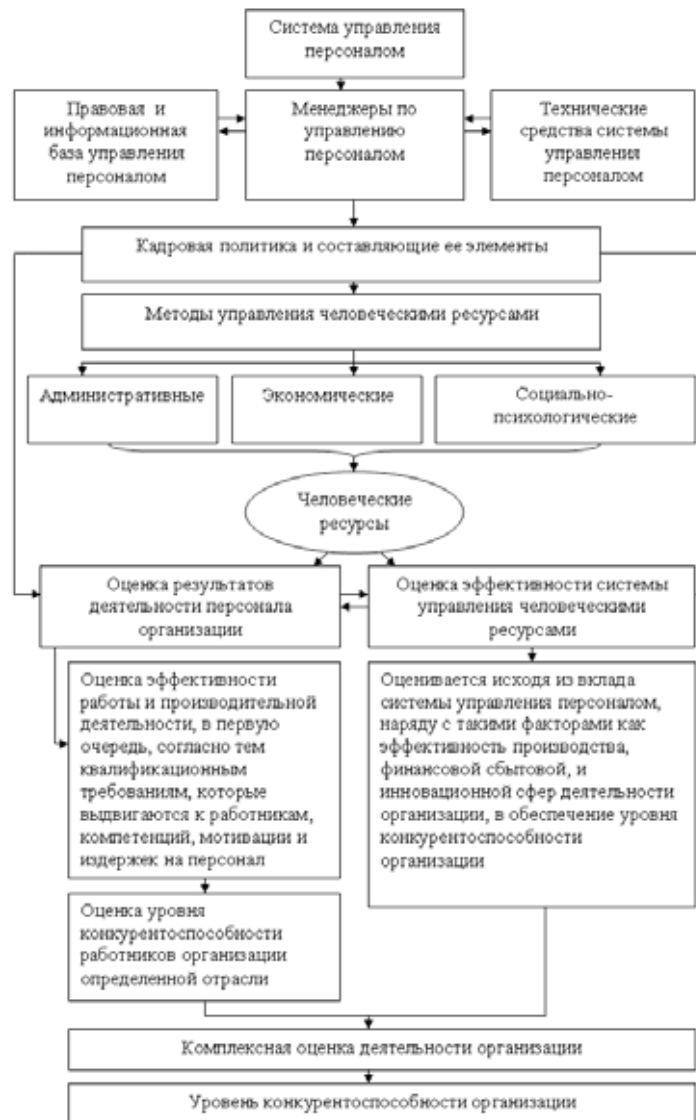 Система управления
персоналом
Правовая и
информационная
база управления
персоналом
Менеджеры по
управлению
персоналом
Технические
средства системы
управления
персоналом
Кадровая политика и составляющие ее элементы
Методы управления человеческими ресурсами
Административные
Экономические
Социально-
психологические
Человеческие
ресурсы
Оценка результатов
деятельности персонала
организации
Оценка эффективности системы
управления человеческими
ресурсами
Оценка эффективности
работы и производительной
деятельности, в первую
очередь, согласно тем
квалификационным
требованиям, которые
выдвигаются к работникам,
компетенций, мотивации и
издержек на персонал
Оценивается исходя из вклада
системы управления персоналом,
наряду с такими факторами как
эффективность производства,
финансовой сбытовой, и
инновационной сфер деятельности
организации, в обеспечение уровня
конкурентоспособности
организации
Оценка уровня
конкурентоспособности
работников организации
определенной отрасли
Комплексная оценка деятельности организации
Уровень конкурентоспособности организации